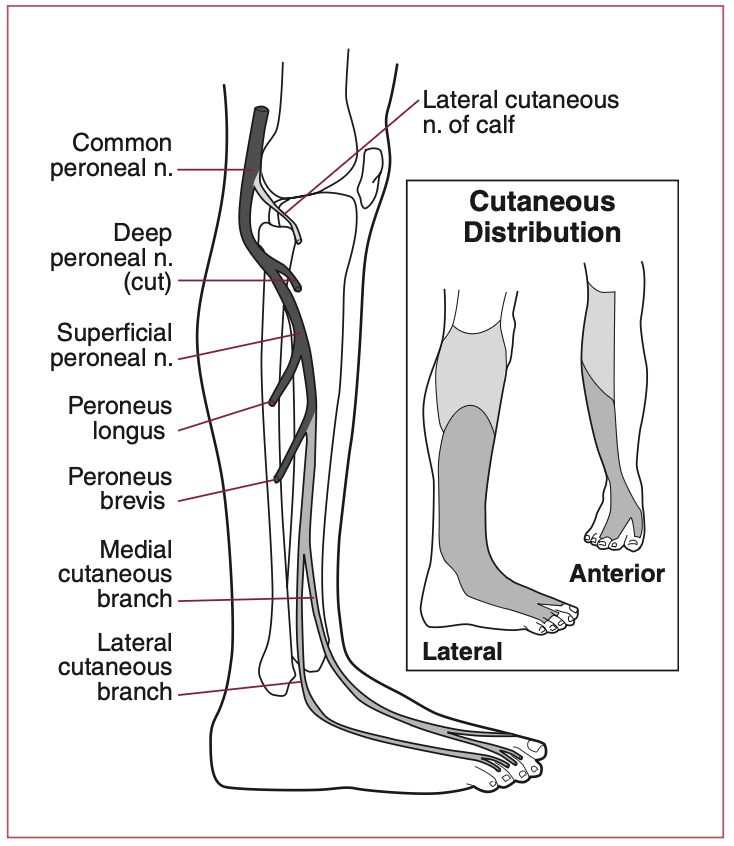 Lateral cutaneous
n. of calf
Common
peroneal n.
Deep
peroneal n.
(cut)
Superficial
peroneal n.
Peroneus
longus
Peroneus
brevis
Medial
cutaneous
branch
Lateral
cutaneous
branch
Cutaneous
Distribution
Anterior
Lateral